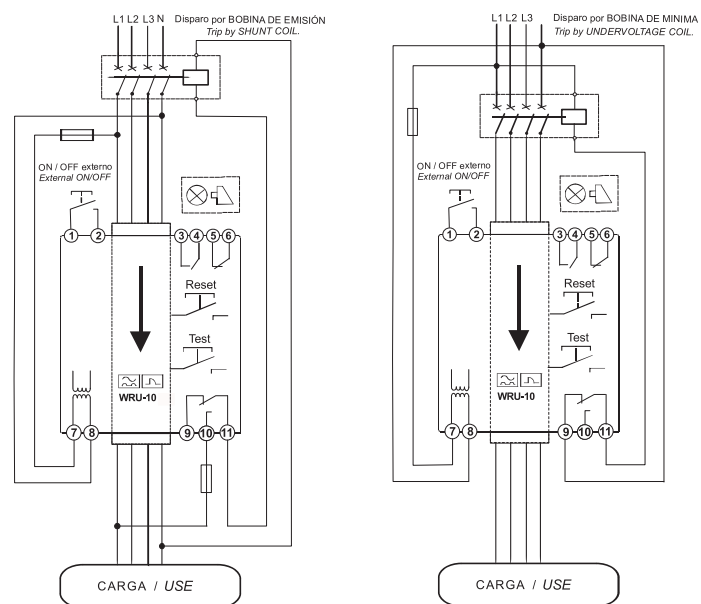 L1 L2 L3 N
Disparo por BOBINA DE EMISIÓN
Trip by SHUNT COIL.
ON / OFF externo
External ON/OFF
1 2 3 4 5 6
Reset
Test
WRU-10
7 8 9 10 11
CARGA / USE
L1 L2 L3
Disparo por BOBINA DE MINIMA
Trip by UNDERVOLTAGE COIL.
ON / OFF externo
External ON/OFF
1 2 3 4 5 6
Reset
Test
WRU-10
7 8 9 10 11
CARGA / USE